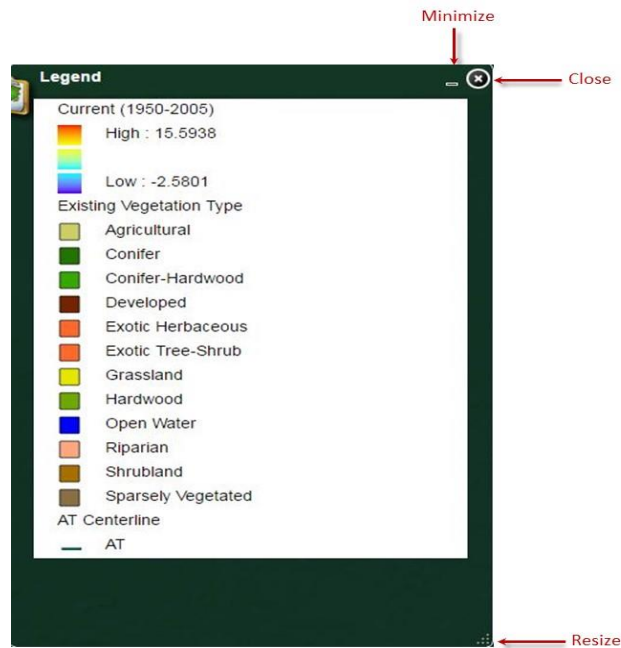 Minimize
Legend
Close
Current (1950-2005)
High : 15.5938
Low : -2.5801
Existing Vegetation Type
Agricultural
Conifer
Conifer-Hardwood
Developed
Exotic Herbaceous
Exotic Tree-Shrub
Grassland
Hardwood
Open Water
Riparian
Shrubland
Sparsely Vegetated
AT Centerline
AT
Resize